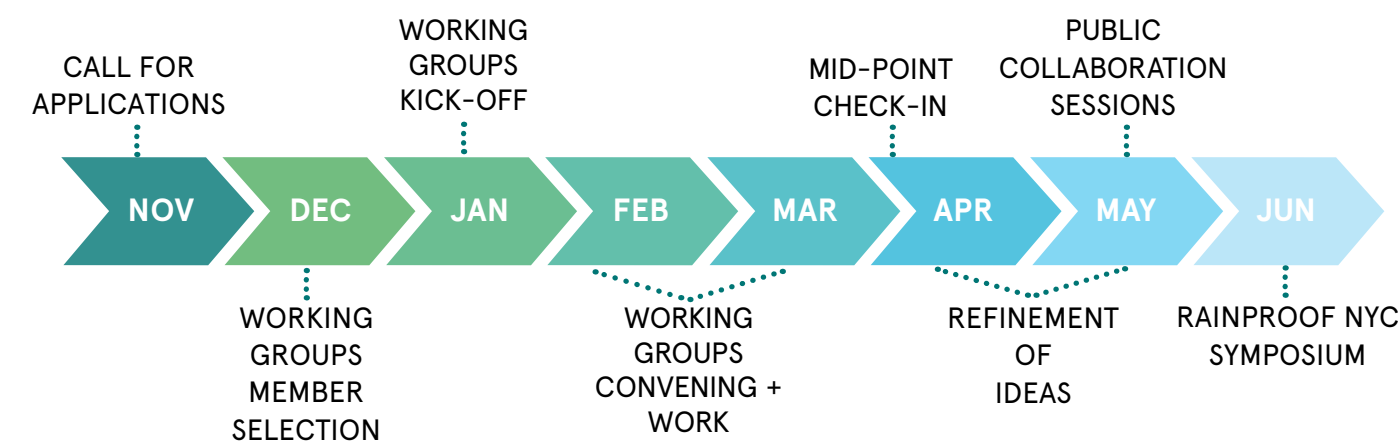 CALL FOR
APPLICATIONS
WORKING
GROUPS
KICK-OFF
MID-POINT
CHECK-IN
PUBLIC
COLLABORATION
SESSIONS
NOV
DEC
JAN
FEB
MAR
APR
MAY
JUN
WORKING
GROUPS
MEMBER
SELECTION
WORKING
GROUPS
CONVENING +
WORK
REFINEMENT
OF
IDEAS
RAINPROOF NYC
SYMPOSIUM